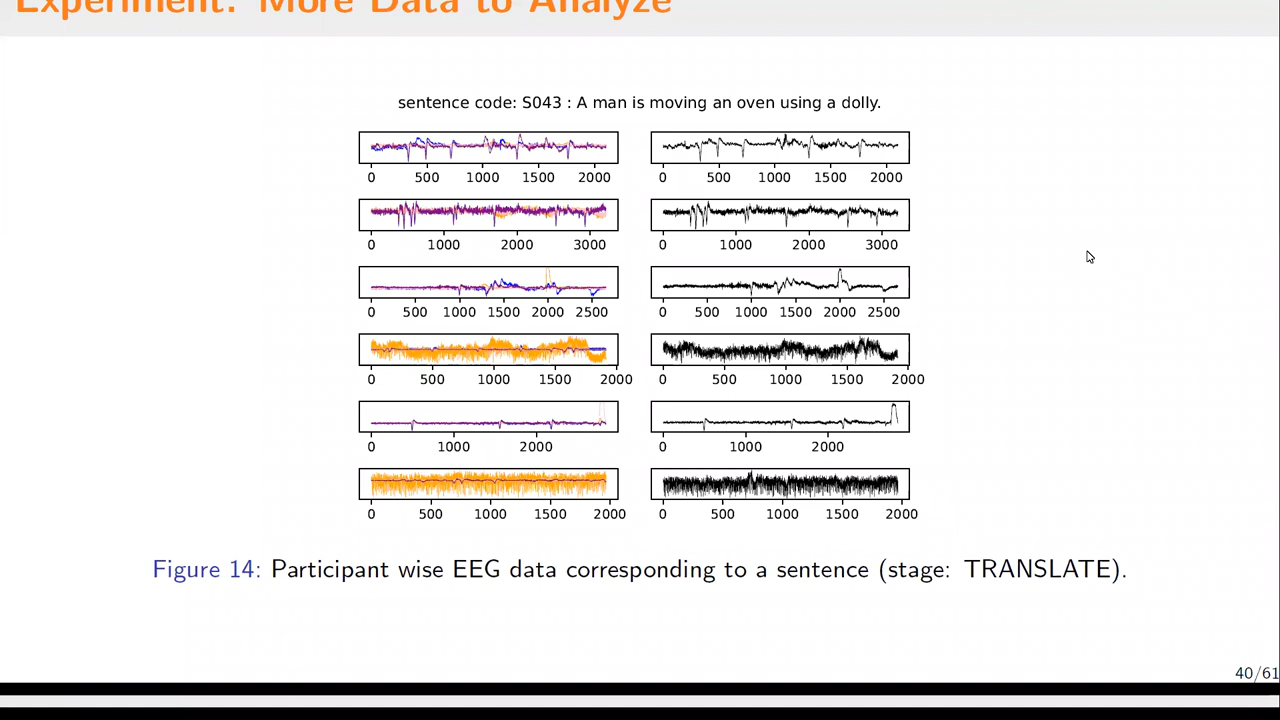 Experiment: More Data to Analyze
sentence code: S043 : A man is moving an oven using a dolly.
0 500 1000 1500 2000 0 500 1000 1500 2000
0 1000 2000 3000 0 1000 2000 3000
0 500 1000 1500 2000 2500 0 500 1000 1500 2000 2500
0 500 1000 1500 2000 0 500 1000 1500 2000
0 1000 2000 0 1000 2000
0 500 1000 1500 2000 0 500 1000 1500 2000
Figure 14: Participant wise EEG data corresponding to a sentence (stage: TRANSLATE).
40/61